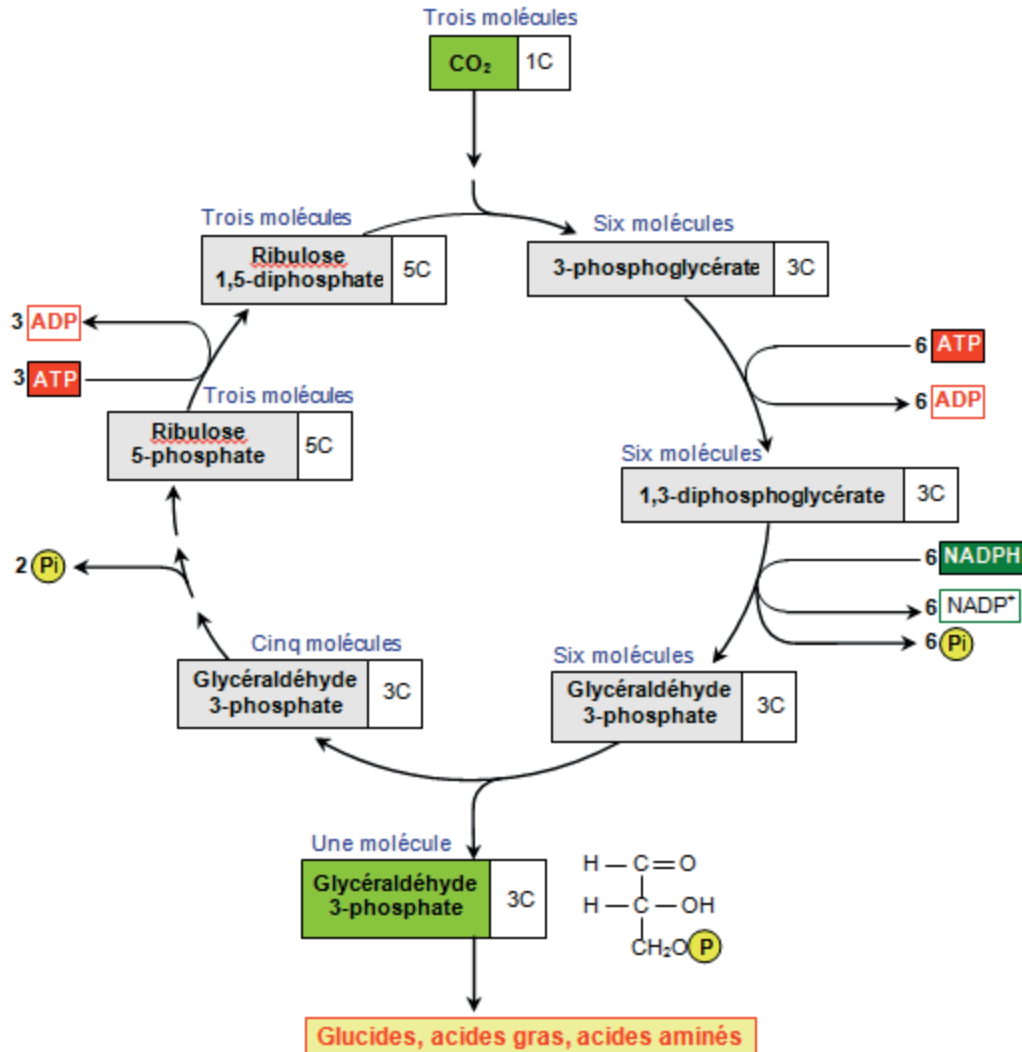 Trois molécules
CO₂ 1C
Trois molécules
Six molécules
Ribulose
1,5-diphosphate 5C
3-phosphoglycérate 3C
3 ADP
3 ATP
6 ATP
6 ADP
Trois molécules
Ribulose
5-phosphate 5C
Six molécules
1,3-diphosphoglycérate 3C
2 Pi
6 NADPH
6 NADP⁺
6 Pi
Cinq molécules
Glycéraldéhyde
3-phosphate 3C
Six molécules
Glycéraldéhyde
3-phosphate 3C
Une molécule
Glycéraldéhyde
3-phosphate 3C
H — C = O
H — C — OH
CH₂O P
Glucides, acides gras, acides aminés